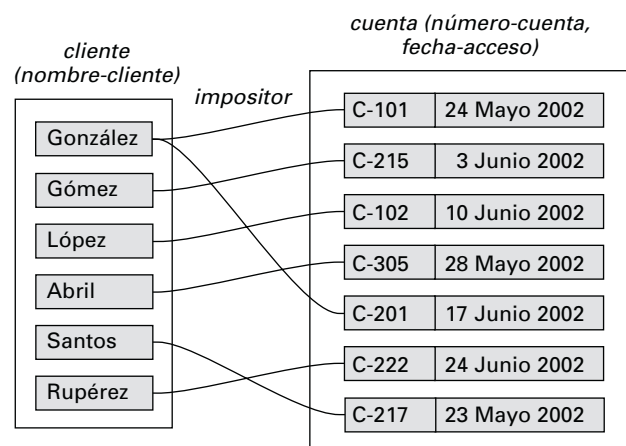 cuenta (número-cuenta,
fecha-acceso)
cliente
(nombre-cliente)
impositor
González
Gómez
López
Abril
Santos
Rupérez
C-101 24 Mayo 2002
C-215 3 Junio 2002
C-102 10 Junio 2002
C-305 28 Mayo 2002
C-201 17 Junio 2002
C-222 24 Junio 2002
C-217 23 Mayo 2002